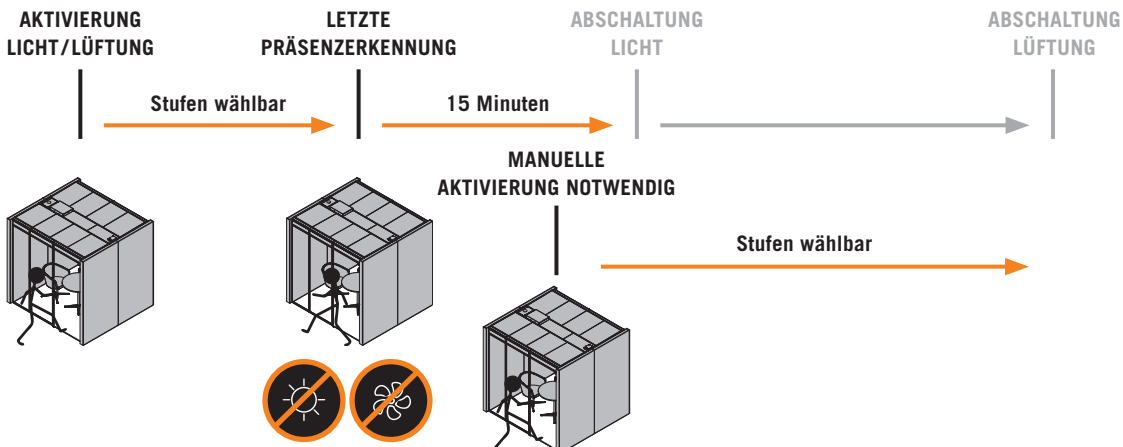 AKTIVIERUNG
LICHT/LÜFTUNG
LETZTE
PRÄSENZERKENNUNG
ABSCHALTUNG
LICHT
ABSCHALTUNG
LÜFTUNG
Stufen wählbar
15 Minuten
MANUELLE
AKTIVIERUNG NOTWENDIG
Stufen wählbar